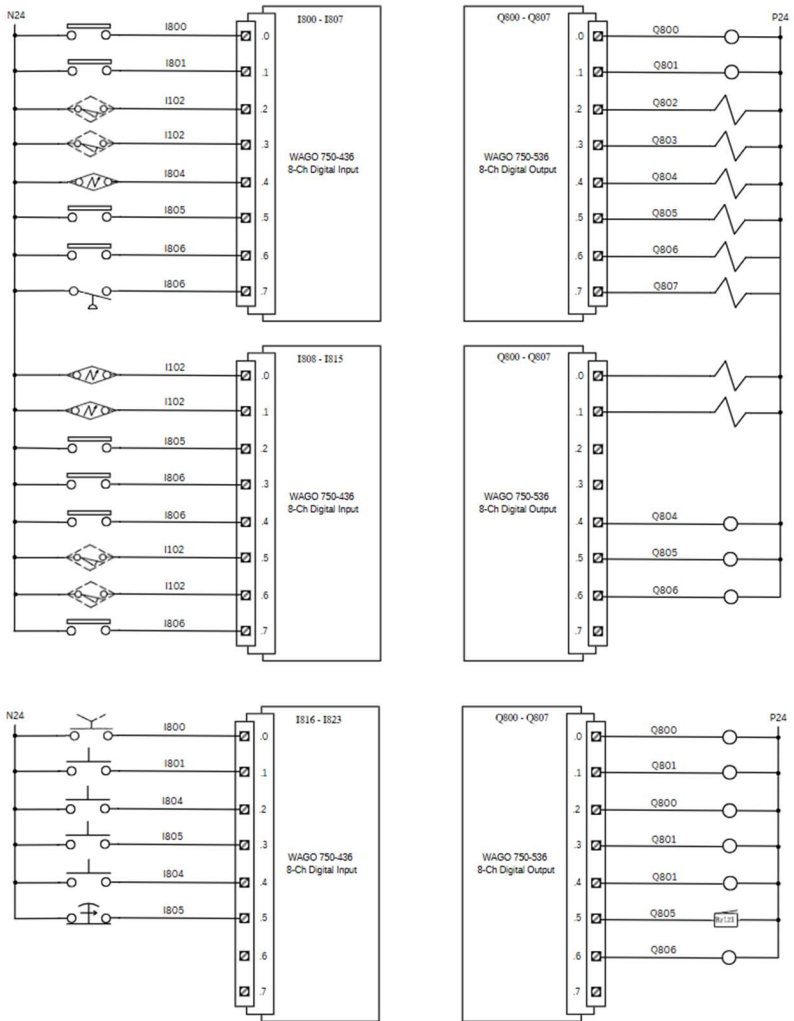 N24
I800 - I807
Q800 - Q807
P24
I800
.0
.0
Q800
I801
.1
.1
Q801
I102
.2
.2
Q802
I102
.3
.3
Q803
WAGO 750-436
8-Ch Digital Input
WAGO 750-536
8-Ch Digital Output
I804
.4
.4
Q804
I805
.5
.5
Q805
I806
.6
.6
Q806
I806
.7
.7
Q807
I808 - I815
Q800 - Q807
I102
.0
.0
I102
.1
.1
I805
.2
.2
I806
.3
.3
WAGO 750-436
8-Ch Digital Input
WAGO 750-536
8-Ch Digital Output
I806
.4
.4
Q804
I102
.5
.5
Q805
I102
.6
.6
Q806
I806
.7
.7
N24
I816 - I823
Q800 - Q807
P24
I800
.0
.0
Q800
I801
.1
.1
Q801
I804
.2
.2
Q800
I805
.3
.3
Q801
WAGO 750-436
8-Ch Digital Input
WAGO 750-536
8-Ch Digital Output
I804
.4
.4
Q801
I805
.5
.5
Q805
.6
.6
Q806
.7
.7